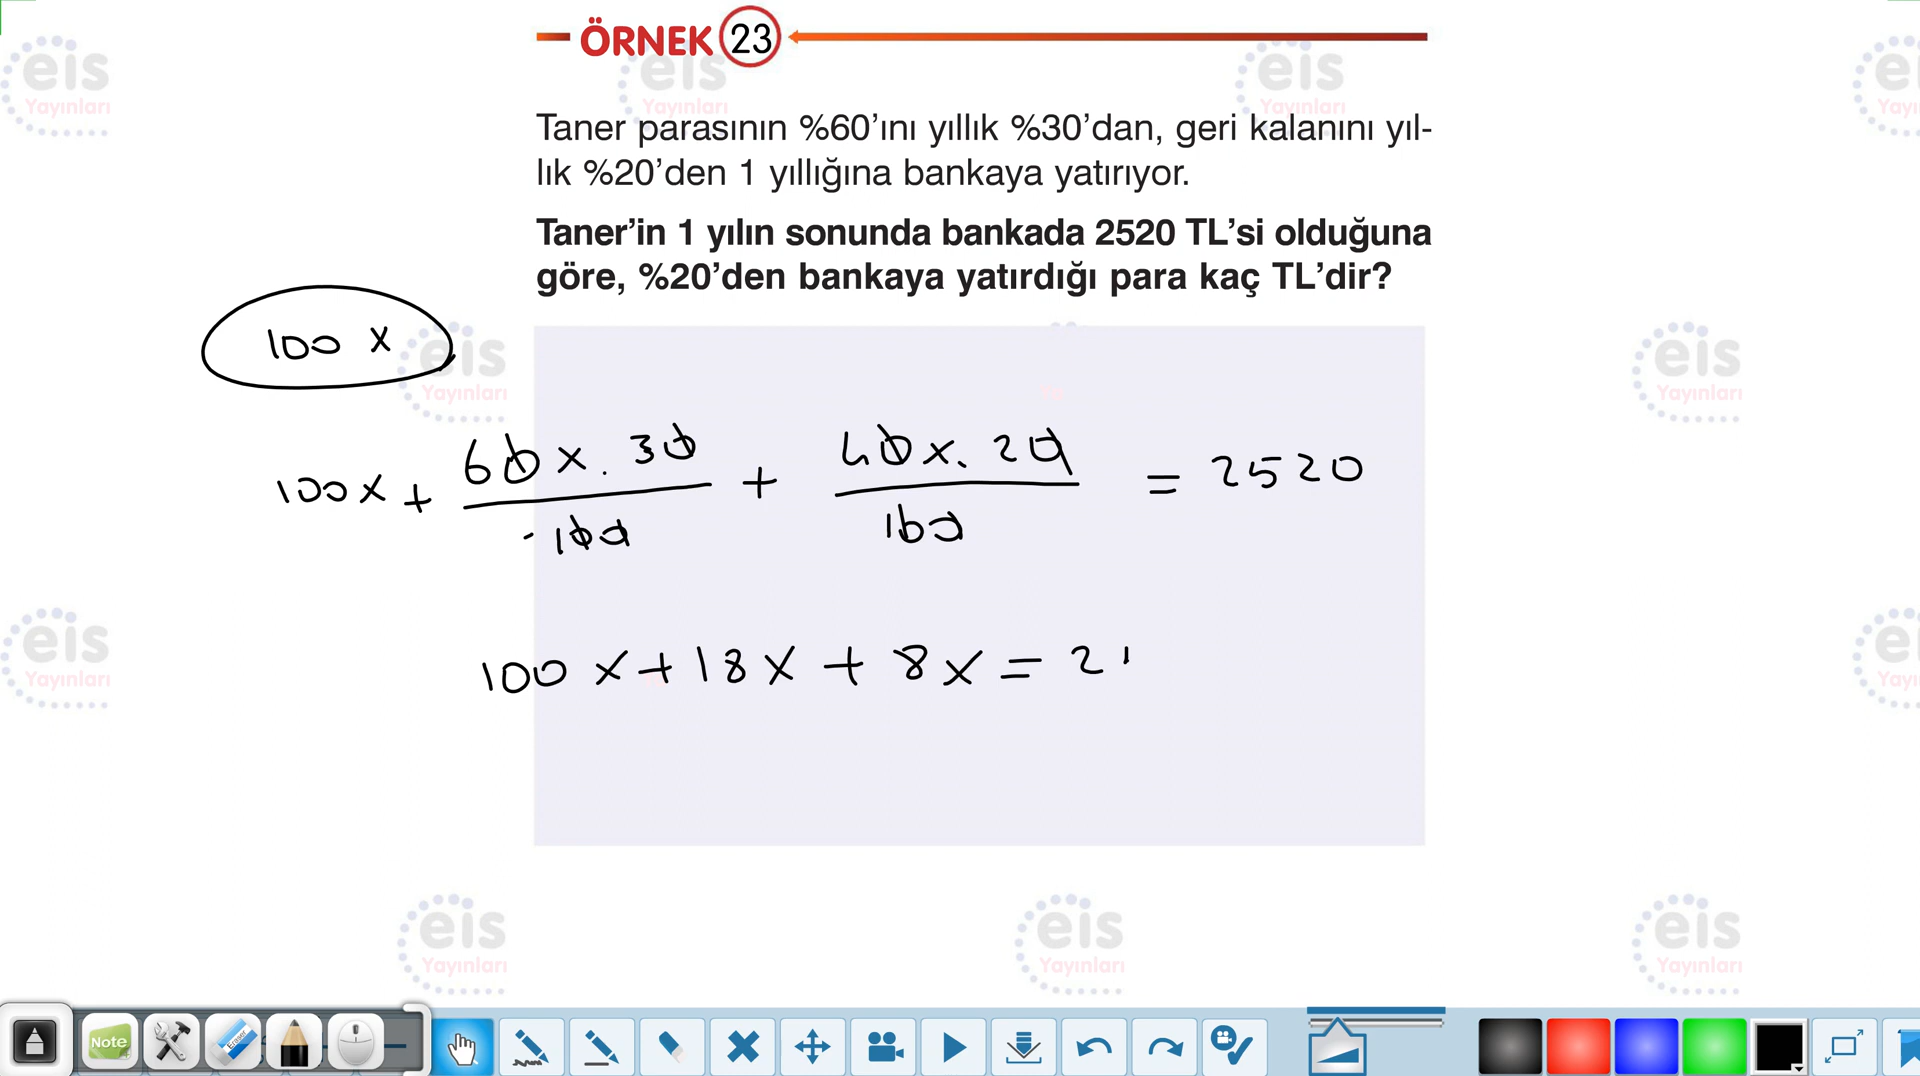 ÖRNEK 23
Taner parasının %60'ını yıllık %30'dan, geri kalanını yıl-
lık %20'den 1 yıllığına bankaya yatırıyor.
Taner'in 1 yılın sonunda bankada 2520 TL'si olduğuna
göre, %20'den bankaya yatırdığı para kaç TL'dir?
100 x
100x + 60x . 30 / 100 + 40x . 20 / 100 = 2520
100x + 18x + 8x = 2
eis
Yayınları
Note
Eraser